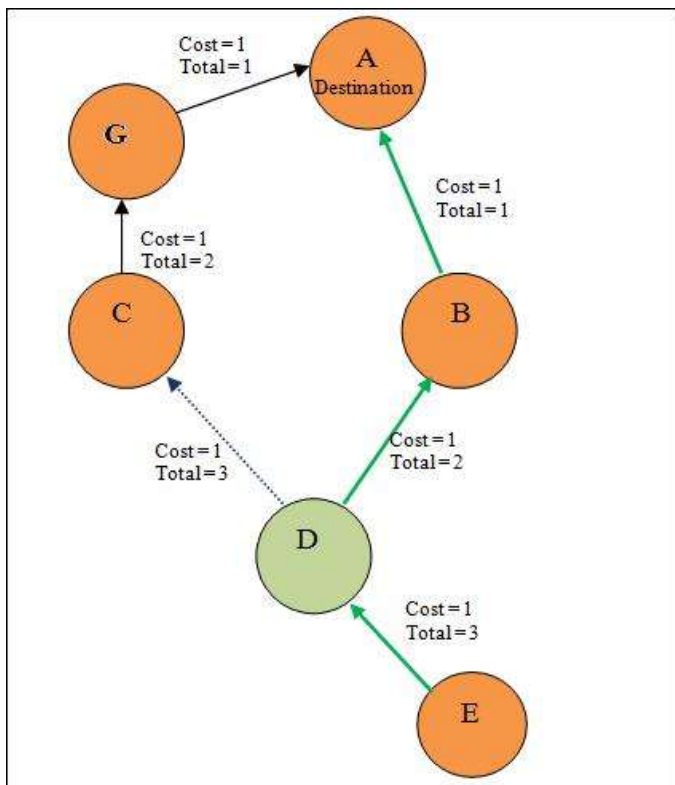 Cost=1
Total=1
A
Destination
G
Cost=1
Total=1
Cost=1
Total=2
C
B
Cost=1
Total=3
Cost=1
Total=2
D
Cost=1
Total=3
E